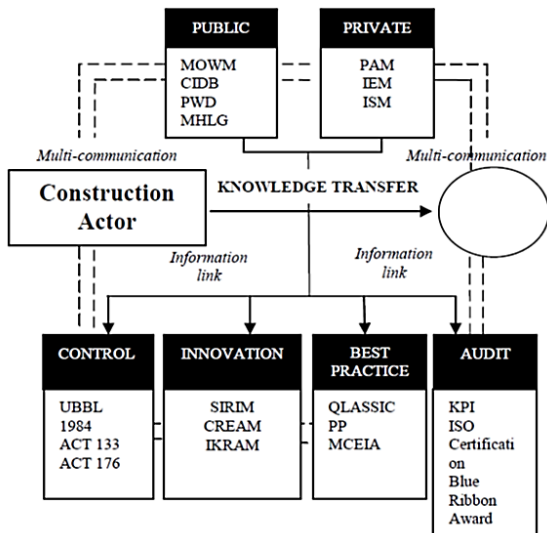 PUBLIC
MOWM
CIDB
PWD
MHLG
PRIVATE
PAM
IEM
ISM
Multi-communication
Multi-communication
Construction
Actor
KNOWLEDGE TRANSFER
Information
link
Information
link
CONTROL
UBBL
1984
ACT 133
ACT 176
INNOVATION
SIRIM
CREAM
IKRAM
BEST
PRACTICE
QLASSIC
PP
MCEIA
AUDIT
KPI
ISO
Certificati
on
Blue
Ribbon
Award